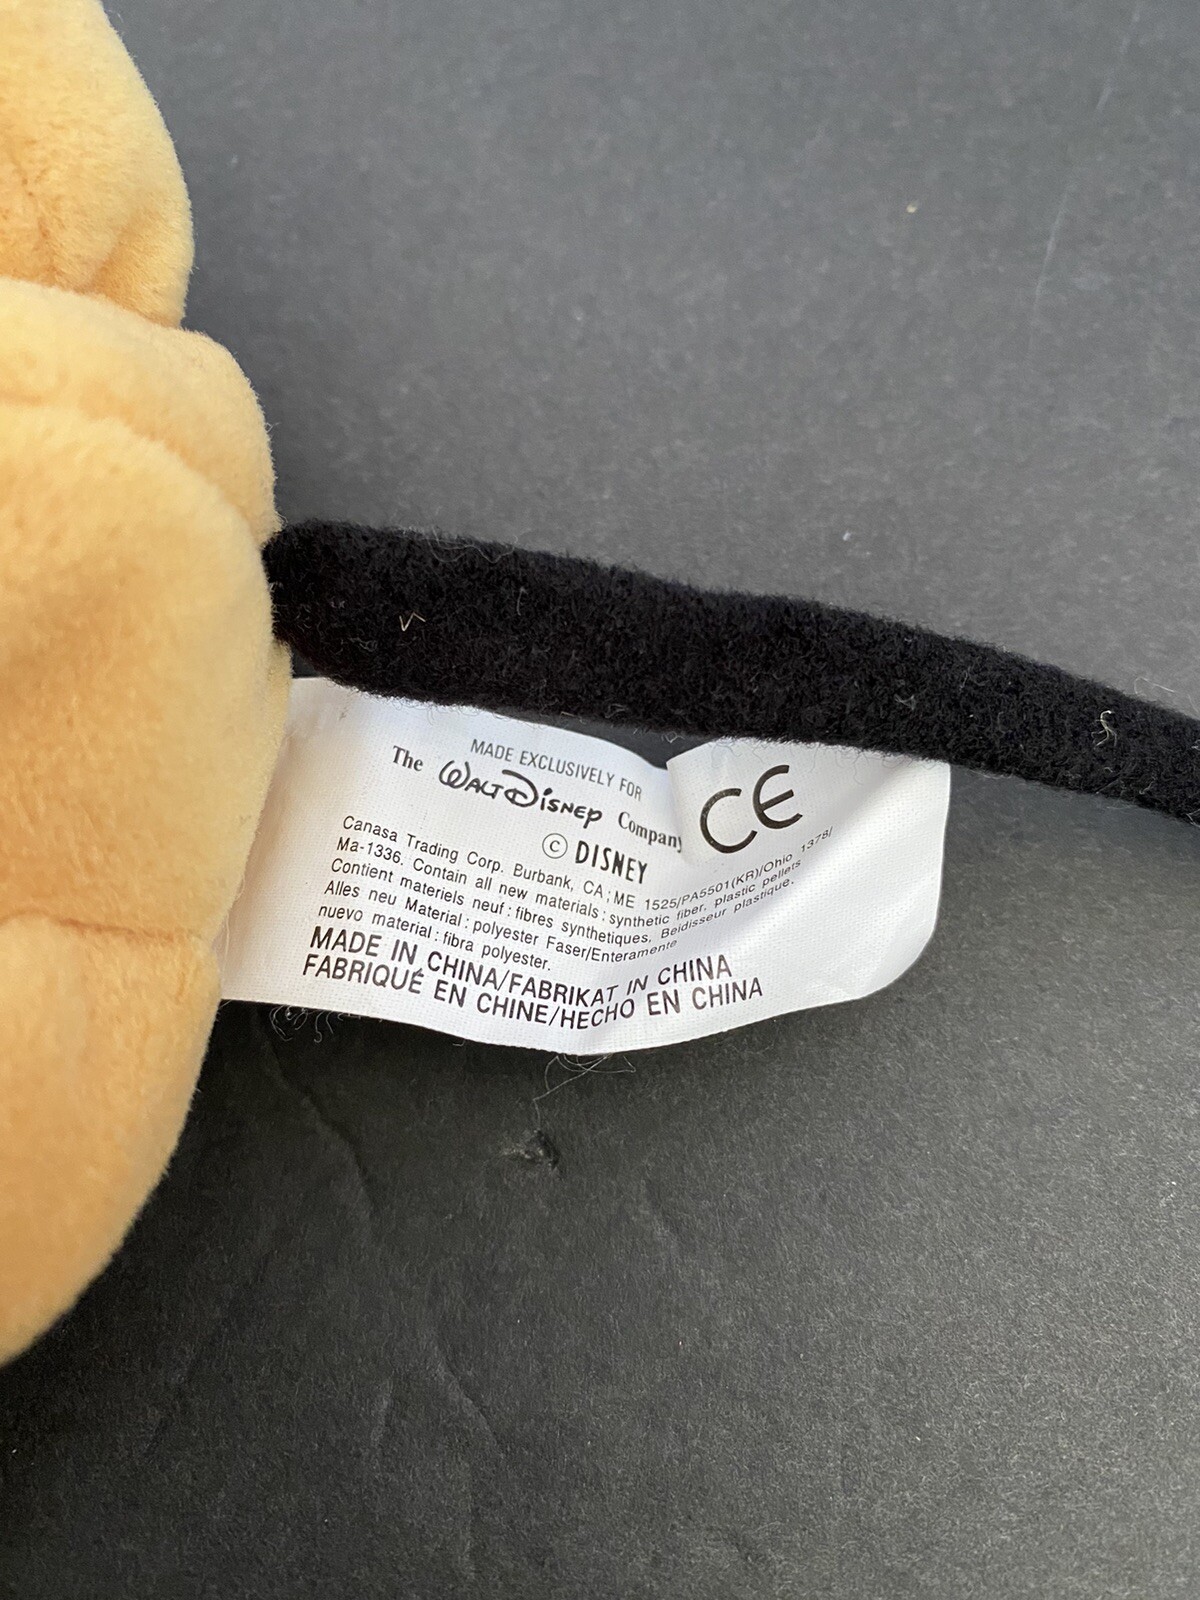 MADE EXCLUSIVELY FOR
The Walt Disney Company
CE
© DISNEY
Canasa Trading Corp. Burbank, CA; ME 1525/PA5501(KR)/Ohio 1378/
Ma-1336. Contain all new materials: synthetic fiber. plastic pellets
Contient materiels neuf: fibres synthetiques, Beidisseur plastique.
Alles neu Material: polyester Faser/Enteramente
nuevo material: fibra polyester.
MADE IN CHINA/FABRIKAT IN CHINA
FABRIQUÉ EN CHINE/HECHO EN CHINA